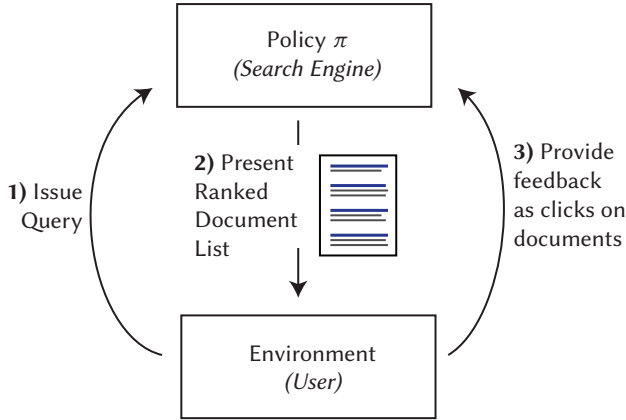 Policy π
(Search Engine)
1) Issue
Query
2) Present
Ranked
Document
List
3) Provide
feedback
as clicks on
documents
Environment
(User)